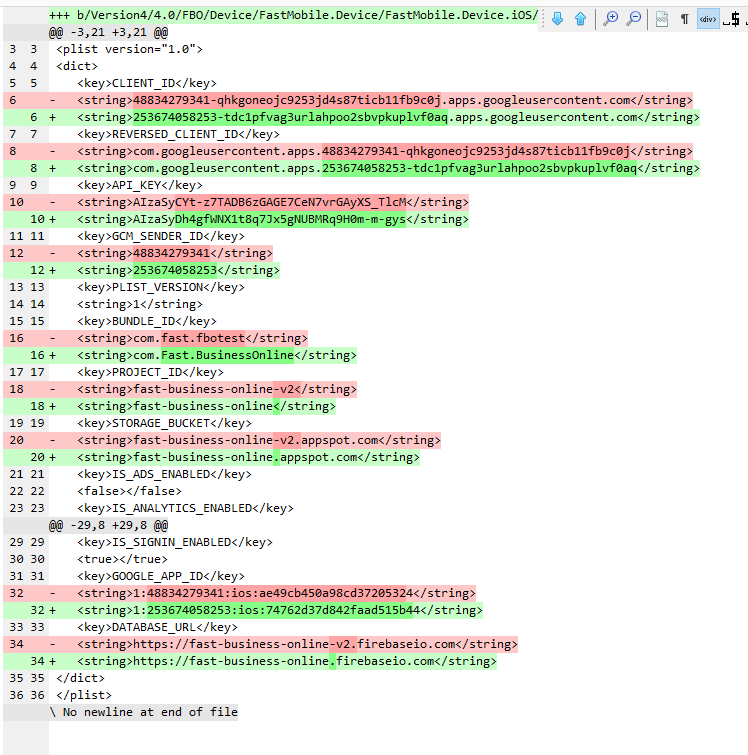 +++ b/Version4/4.0/FBO/Device/FastMobile.Device/FastMobile.Device.iOS/
@@ -3,21 +3,21 @@
3 3 <plist version="1.0">
4 4 <dict>
5 5 <key>CLIENT_ID</key>
6 - <string>48834279341-qhkgoneojc9253jd4s87ticb11fb9c0j.apps.googleusercontent.com</string>
6 + <string>253674058253-tdc1pfvag3urlahpoo2sbvpkuplvf0aq.apps.googleusercontent.com</string>
7 7 <key>REVERSED_CLIENT_ID</key>
8 - <string>com.googleusercontent.apps.48834279341-qhkgoneojc9253jd4s87ticb11fb9c0j</string>
8 + <string>com.googleusercontent.apps.253674058253-tdc1pfvag3urlahpoo2sbvpkuplvf0aq</string>
9 9 <key>API_KEY</key>
10 - <string>AIzaSyCYt-z7TADB6zGAGE7CeN7vrGAyXS_TlcM</string>
10 + <string>AIzaSyDh4gfWNX1t8q7Jx5gNUBMRq9H0m-m-gys</string>
11 11 <key>GCM_SENDER_ID</key>
12 - <string>48834279341</string>
12 + <string>253674058253</string>
13 13 <key>PLIST_VERSION</key>
14 14 <string>1</string>
15 15 <key>BUNDLE_ID</key>
16 - <string>com.fast.fbotest</string>
16 + <string>com.Fast.BusinessOnline</string>
17 17 <key>PROJECT_ID</key>
18 - <string>fast-business-online-v2</string>
18 + <string>fast-business-online</string>
19 19 <key>STORAGE_BUCKET</key>
20 - <string>fast-business-online-v2.appspot.com</string>
20 + <string>fast-business-online.appspot.com</string>
21 21 <key>IS_ADS_ENABLED</key>
22 22 <false></false>
23 23 <key>IS_ANALYTICS_ENABLED</key>
@@ -29,8 +29,8 @@
29 29 <key>IS_SIGNIN_ENABLED</key>
30 30 <true></true>
31 31 <key>GOOGLE_APP_ID</key>
32 - <string>1:48834279341:ios:ae49cb450a98cd37205324</string>
32 + <string>1:253674058253:ios:74762d37d842faad515b44</string>
33 33 <key>DATABASE_URL</key>
34 - <string>https://fast-business-online-v2.firebaseio.com</string>
34 + <string>https://fast-business-online.firebaseio.com</string>
35 35 </dict>
36 36 </plist>
\ No newline at end of file